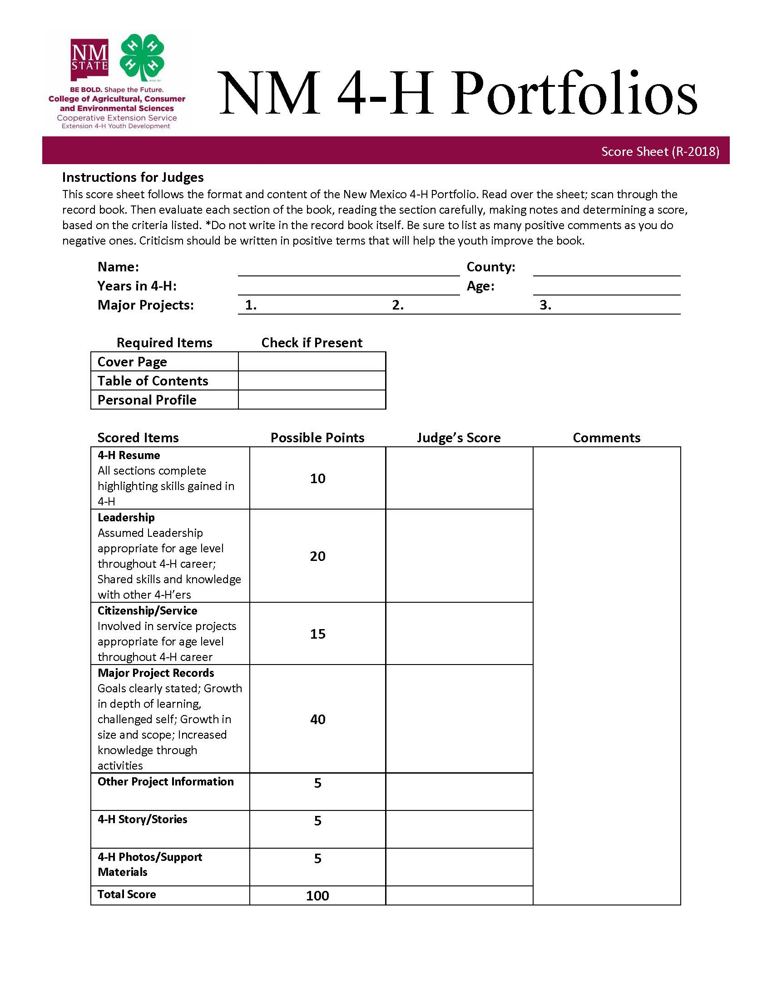 NM
STATE
H H
H H
BE BOLD. Shape the Future.
College of Agricultural, Consumer
and Environmental Sciences
Cooperative Extension Service
Extension 4-H Youth Development
NM 4-H Portfolios
Score Sheet (R-2018)
Instructions for Judges
This score sheet follows the format and content of the New Mexico 4-H Portfolio. Read over the sheet; scan through the
record book. Then evaluate each section of the book, reading the section carefully, making notes and determining a score,
based on the criteria listed. *Do not write in the record book itself. Be sure to list as many positive comments as you do
negative ones. Criticism should be written in positive terms that will help the youth improve the book.
Name: County:
Years in 4-H: Age:
Major Projects: 1. 2. 3.
Required Items Check if Present
Cover Page
Table of Contents
Personal Profile
Scored Items Possible Points Judge’s Score Comments
4-H Resume
All sections complete
highlighting skills gained in
4-H
10
Leadership
Assumed Leadership
appropriate for age level
throughout 4-H career;
Shared skills and knowledge
with other 4-H’ers
20
Citizenship/Service
Involved in service projects
appropriate for age level
throughout 4-H career
15
Major Project Records
Goals clearly stated; Growth
in depth of learning,
challenged self; Growth in
size and scope; Increased
knowledge through
activities
40
Other Project Information 5
4-H Story/Stories 5
4-H Photos/Support
Materials
5
Total Score 100